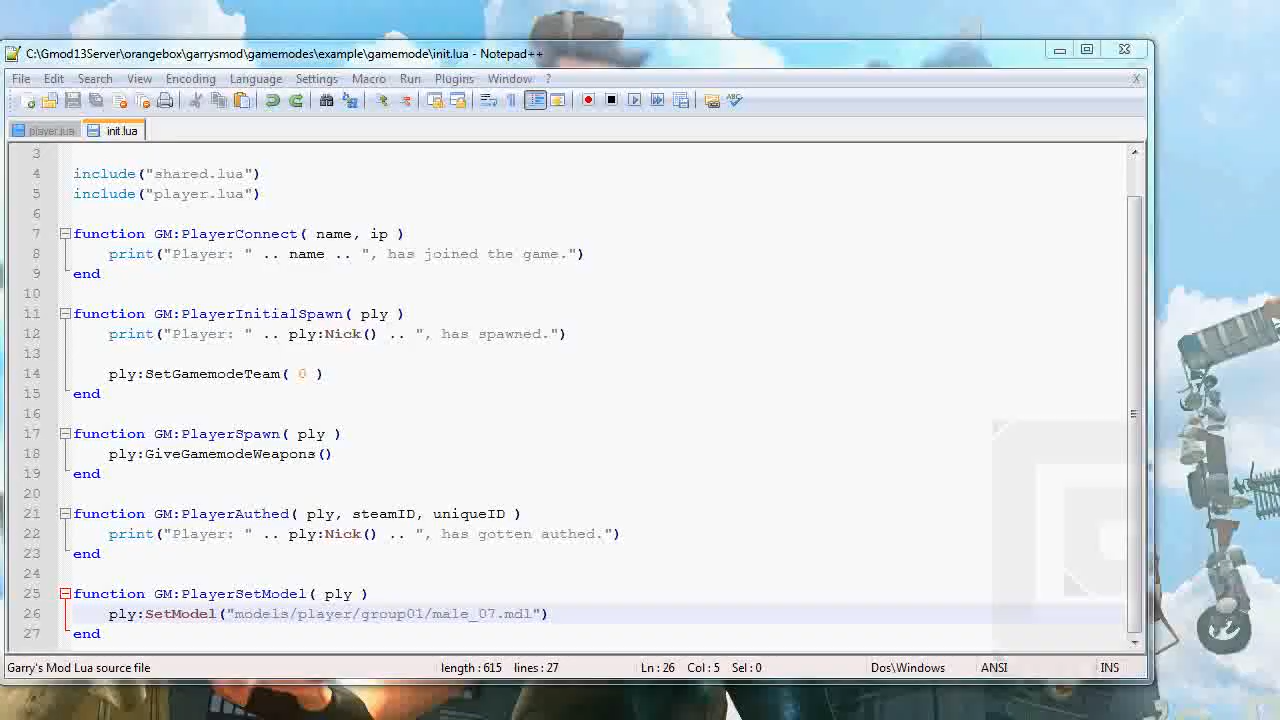 C:\Gmod13Server\orangebox\garrysmod\gamemodes\example\gamemode\init.lua - Notepad++
File Edit Search View Encoding Language Settings Macro Run Plugins Window ? X
player.lua init.lua
3
4 include("shared.lua")
5 include("player.lua")
6
7 function GM:PlayerConnect( name, ip )
8 print("Player: " .. name .. ", has joined the game.")
9 end
10
11 function GM:PlayerInitialSpawn( ply )
12 print("Player: " .. ply:Nick() .. ", has spawned.")
13
14 ply:SetGamemodeTeam( 0 )
15 end
16
17 function GM:PlayerSpawn( ply )
18 ply:GiveGamemodeWeapons()
19 end
20
21 function GM:PlayerAuthed( ply, steamID, uniqueID )
22 print("Player: " .. ply:Nick() .. ", has gotten authed.")
23 end
24
25 function GM:PlayerSetModel( ply )
26 ply:SetModel("models/player/group01/male_07.mdl")
27 end
Garry's Mod Lua source file length : 615 lines : 27 Ln : 26 Col : 5 Sel : 0 Dos\Windows ANSI INS